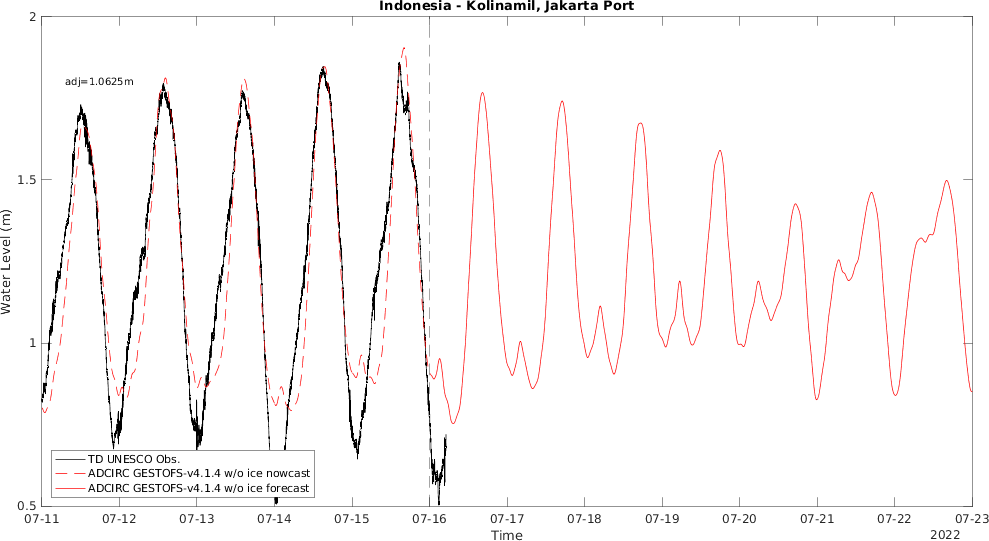 Indonesia - Kolinamil, Jakarta Port
adj=1.0625m
Water Level (m)
2
1.5
1
0.5
TD UNESCO Obs.
ADCIRC GESTOFS-v4.1.4 w/o ice nowcast
ADCIRC GESTOFS-v4.1.4 w/o ice forecast
07-11 07-12 07-13 07-14 07-15 07-16 07-17 07-18 07-19 07-20 07-21 07-22 07-23
Time
2022